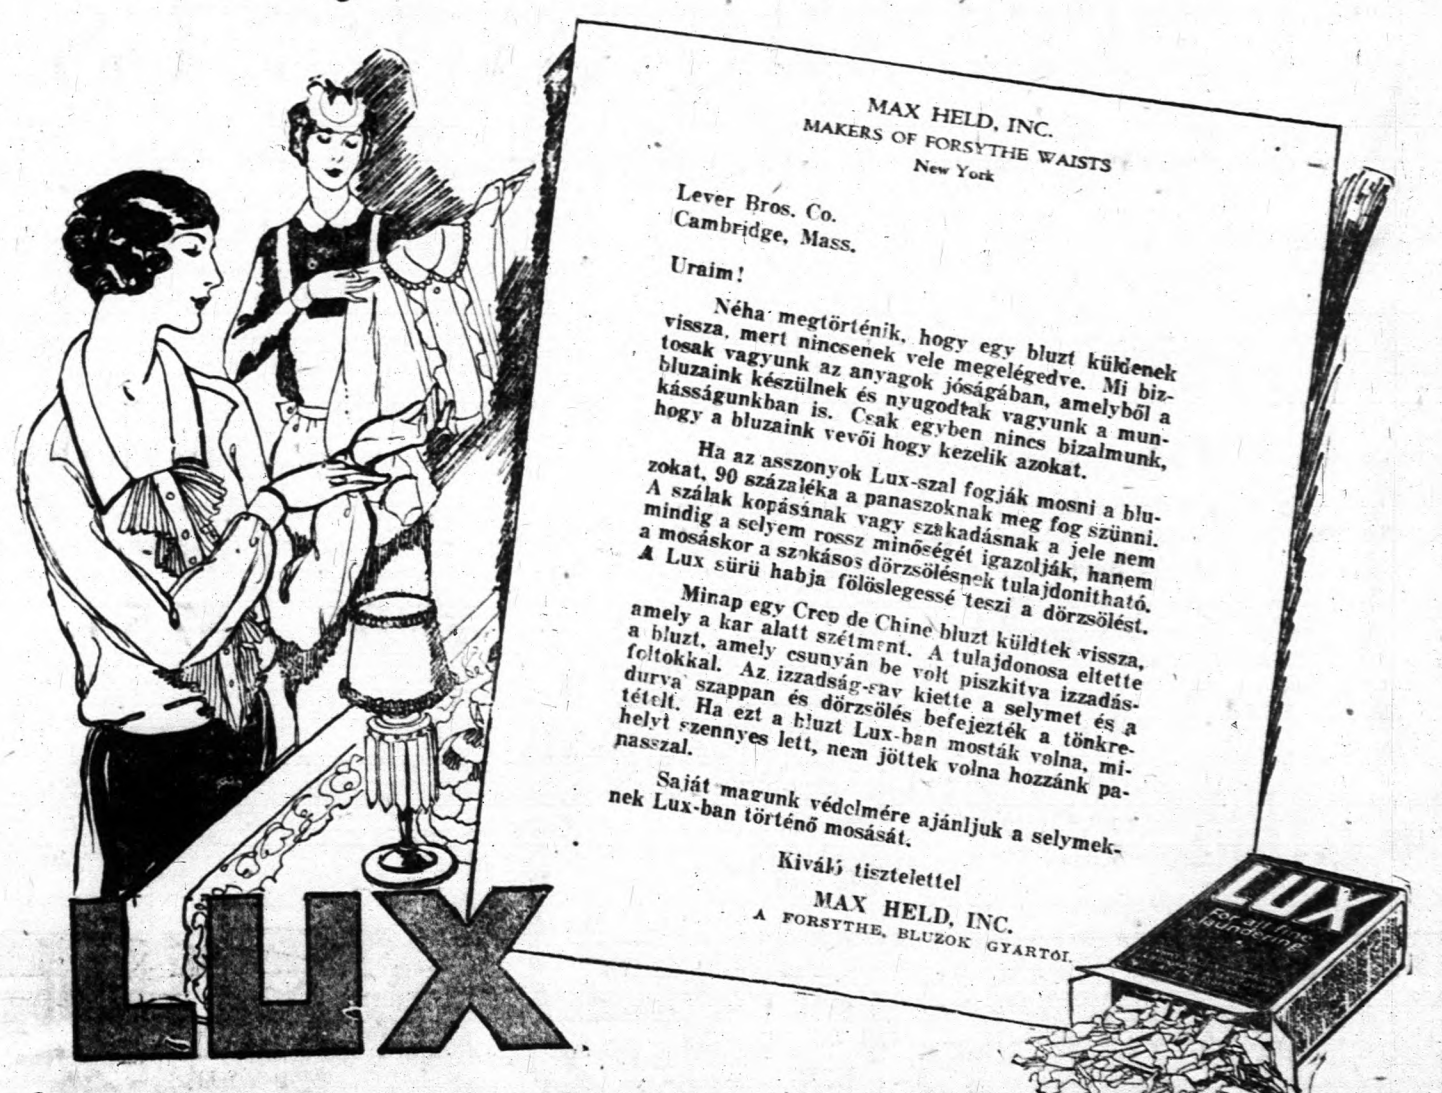 MAX HELD, INC.
MAKERS OF FORSYTHE WAISTS
New York
Lever Bros. Co.
Cambridge, Mass.
Uraim!
Néha megtörténik, hogy egy bluzt küldenek
vissza, mert nincsenek vele megelégedve. Mi biz-
tosak vagyunk az anyagok jóságában, amelyből a
bluzaink készülnek és nyugodtak vagyunk a mun-
kásságunkban is. Csak egyben nincs bizalmunk,
hogy a bluzaink vevői hogy kezelik azokat.
Ha az asszonyok Lux-szal fogják mosni a blu-
zokat, 90 százaléka a panaszoknak meg fog szünni.
A szálak kopásának vagy szakadásnak a jele nem
mindig a selyem rossz minőségét igazolják, hanem
a mosáskor a szokásos dörzsölésnek tulajdonitható.
A Lux sürü habja fölöslegessé teszi a dörzsölést.
Minap egy Crep de Chine bluzt küldtek vissza,
amely a kar alatt szétment. A tulajdonosa eltette
a bluzt, amely csunyán be volt piszkitva izzadás-
foltokkal. Az izzadság-sav kiette a selymet és a
durva szappan és dörzsölés befejezték a tönkre-
tételt. Ha ezt a bluzt Lux-ban mosták volna, mi-
helyt szennyes lett, nem jöttek volna hozzánk pa-
nasszal.
Saját magunk védelmére ajánljuk a selymek-
nek Lux-ban történő mosását.
Kiváló tisztelettel
MAX HELD, INC.
A FORSYTHE, BLUZOK GYARTOI.
LUX
LUX
for all fine
laundering